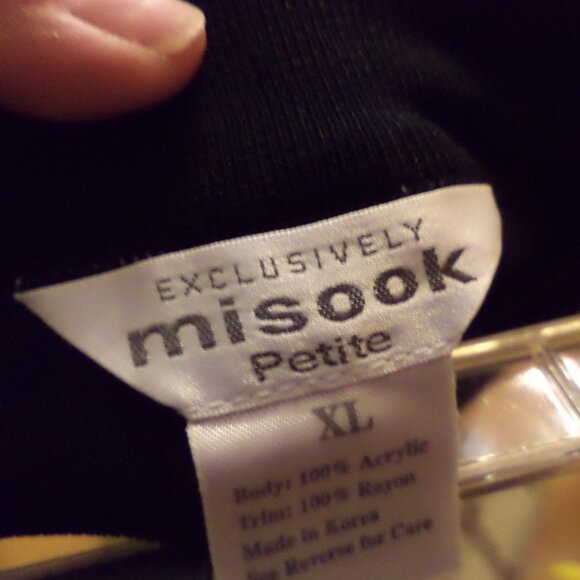 EXCLUSIVELY
misook
Petite
XL
Body: 100% Acrylic
Trim: 100% Rayon
Made in Korea
See Reverse for Care